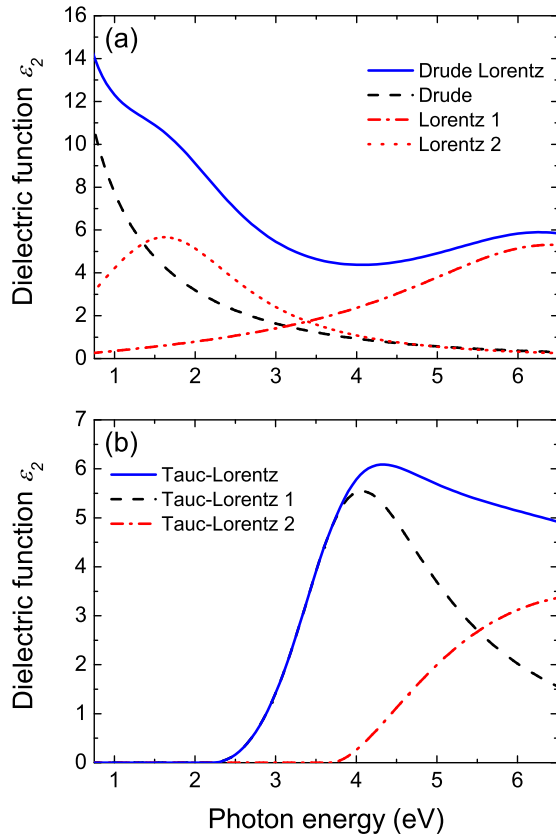 (a)
Drude Lorentz
Drude
Lorentz 1
Lorentz 2
Dielectric function ε₂
16
14
12
10
8
6
4
2
0
1 2 3 4 5 6
(b)
Tauc-Lorentz
Tauc-Lorentz 1
Tauc-Lorentz 2
Dielectric function ε₂
7
6
5
4
3
2
1
0
1 2 3 4 5 6
Photon energy (eV)